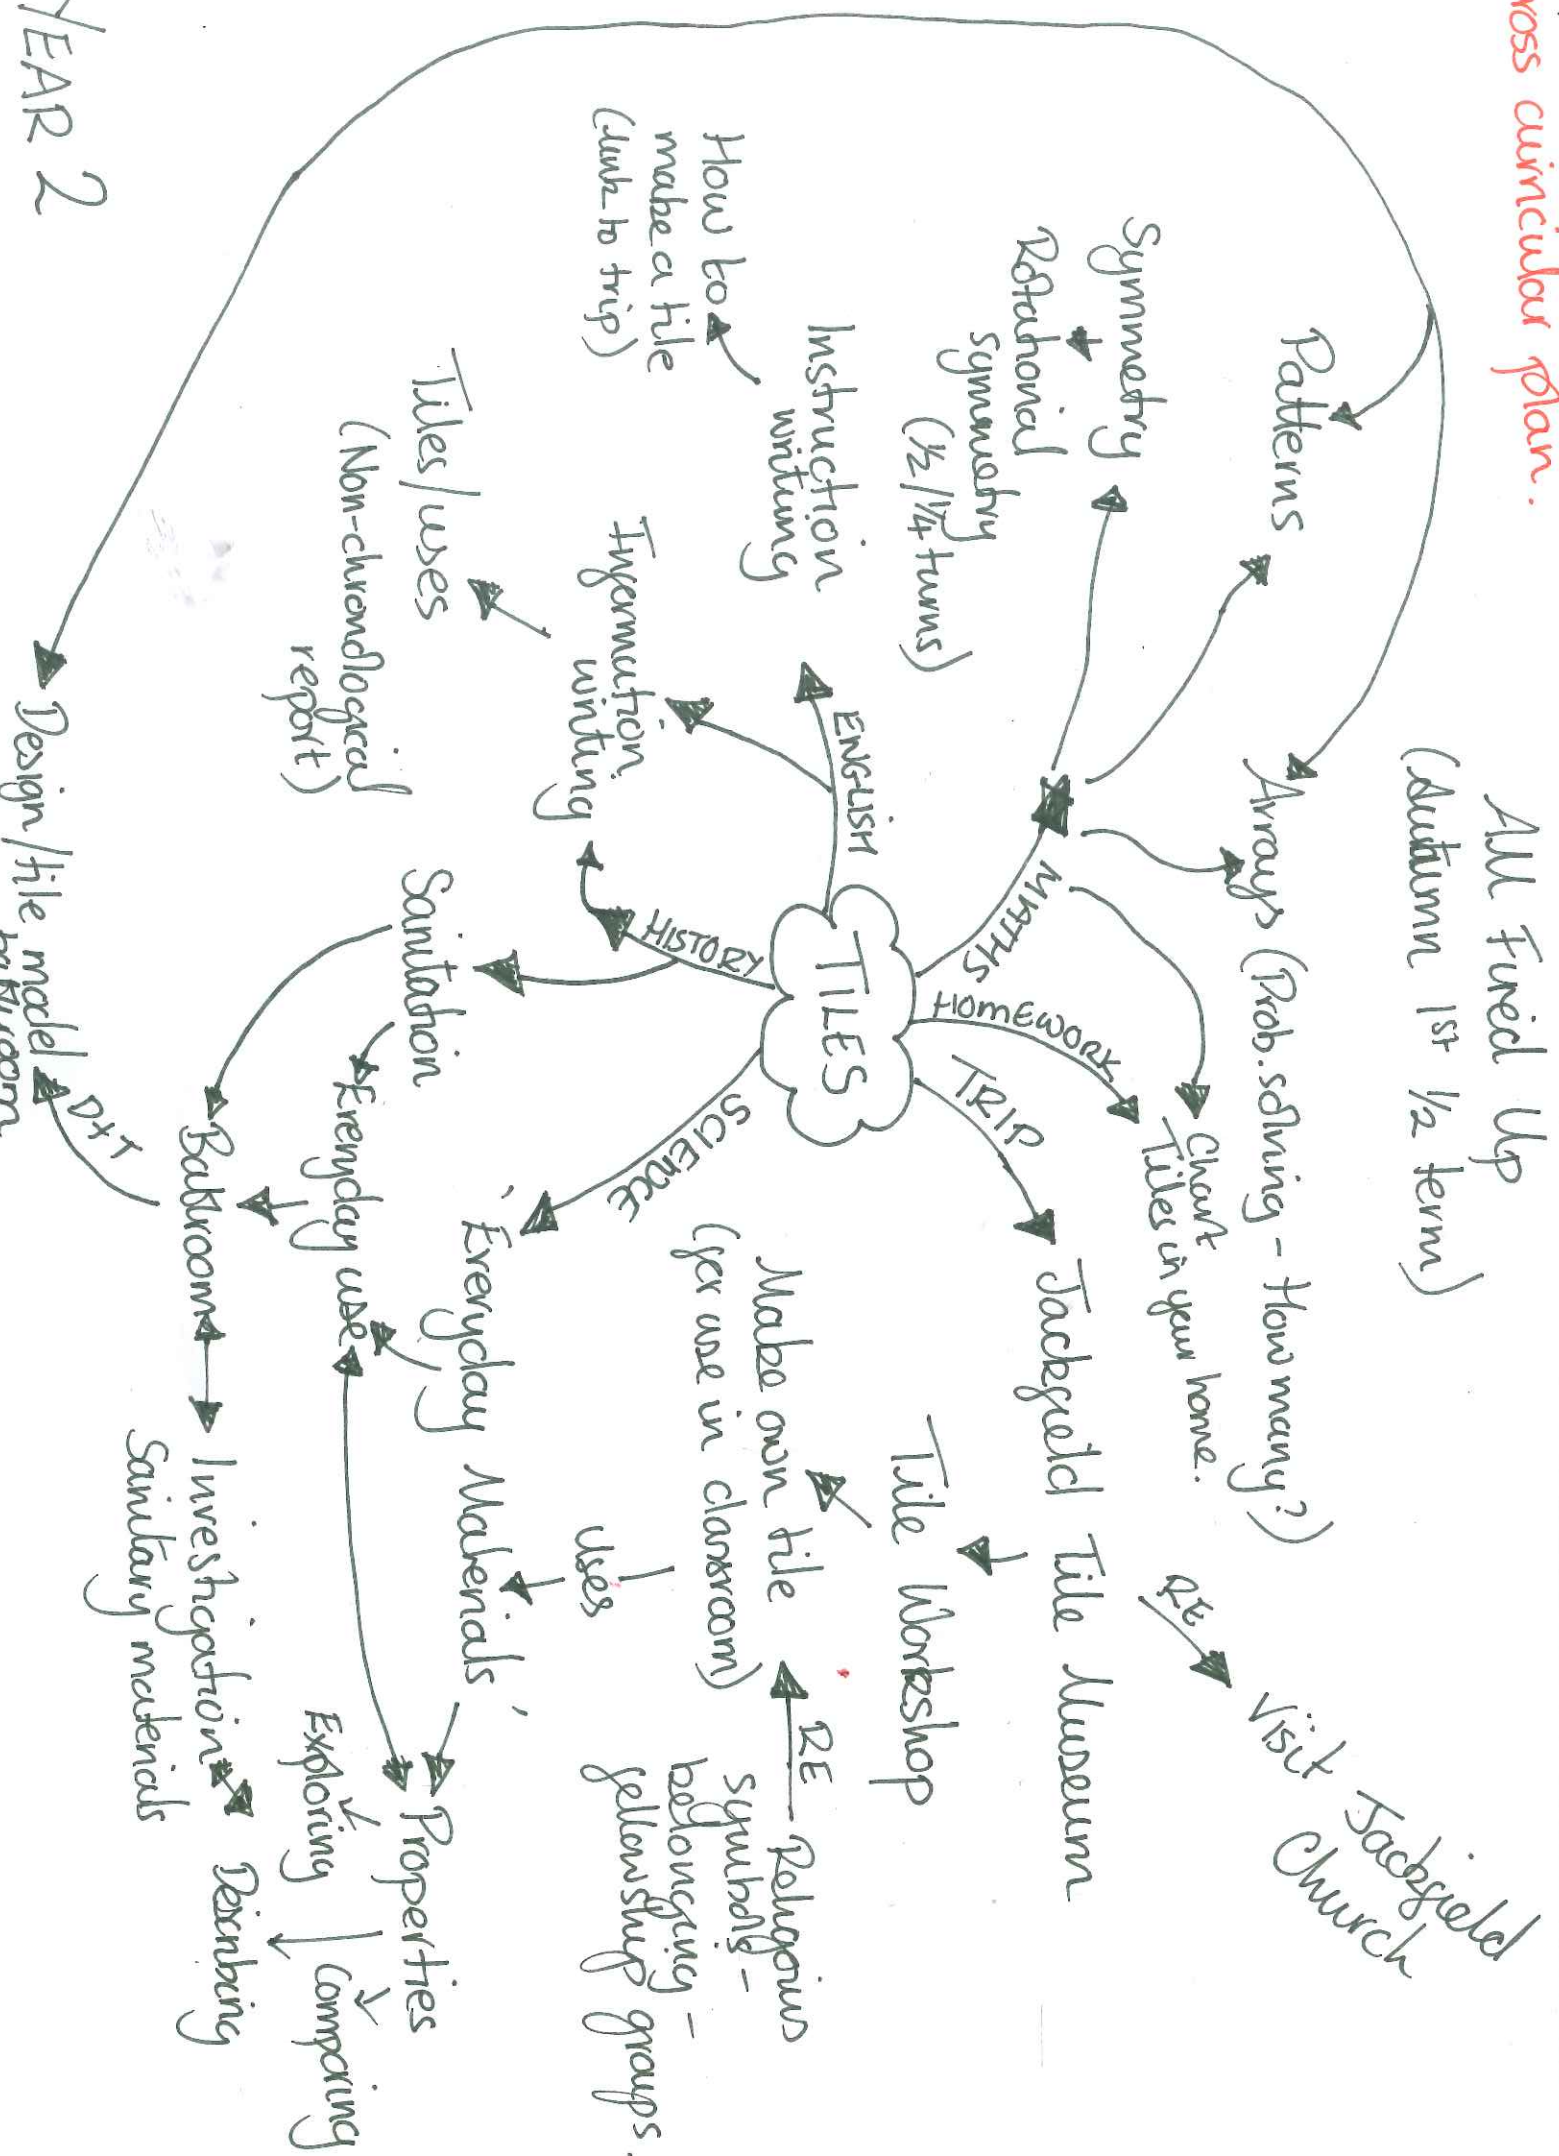 ross curricular plan.
All Fired Up
(Autumn 1st 1/2 term)
Patterns
Arrays (Prob. solving - How many?)
Symmetry
+
Rotational
symmetry
(1/2 / 1/4 turns)
MATHS
Chart
Tiles in your home.
HOMEWORK
TRIP
Jackfield Tile Museum
RE
Visit Jackfield
Church
Tile Workshop
Make own tile
(for use in classroom)
RE
Religious
symbols -
belonging -
fellowship groups.
TILES
ENGLISH
Instruction
writing
How to
make a tile
(link to trip)
Information
writing
Tiles/uses
(Non-chronological
report)
HISTORY
Sanitation
SCIENCE
'Everyday Materials'
uses
Everyday use
Properties
Exploring
Comparing
Describing
Bathroom
Investigation
Sanitary materials
D+T
Design/tile model
bathroom
YEAR 2